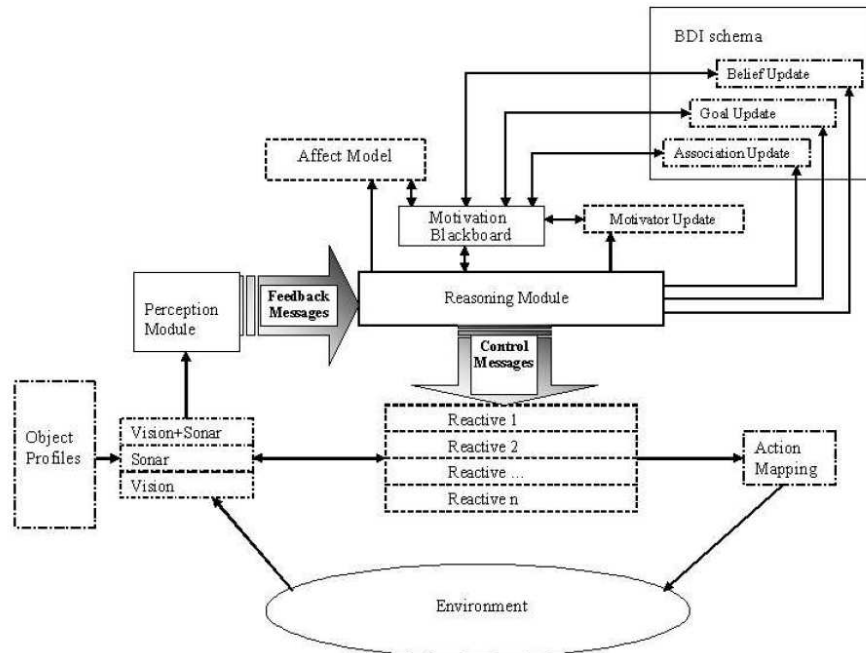 BDI schema
Belief Update
Goal Update
Association Update
Affect Model
Motivation
Blackboard
Motivator Update
Perception
Module
Feedback
Messages
Reasoning Module
Control
Messages
Object
Profiles
Vision+Sonar
Sonar
Vision
Reactive 1
Reactive 2
Reactive ...
Reactive n
Action
Mapping
Environment